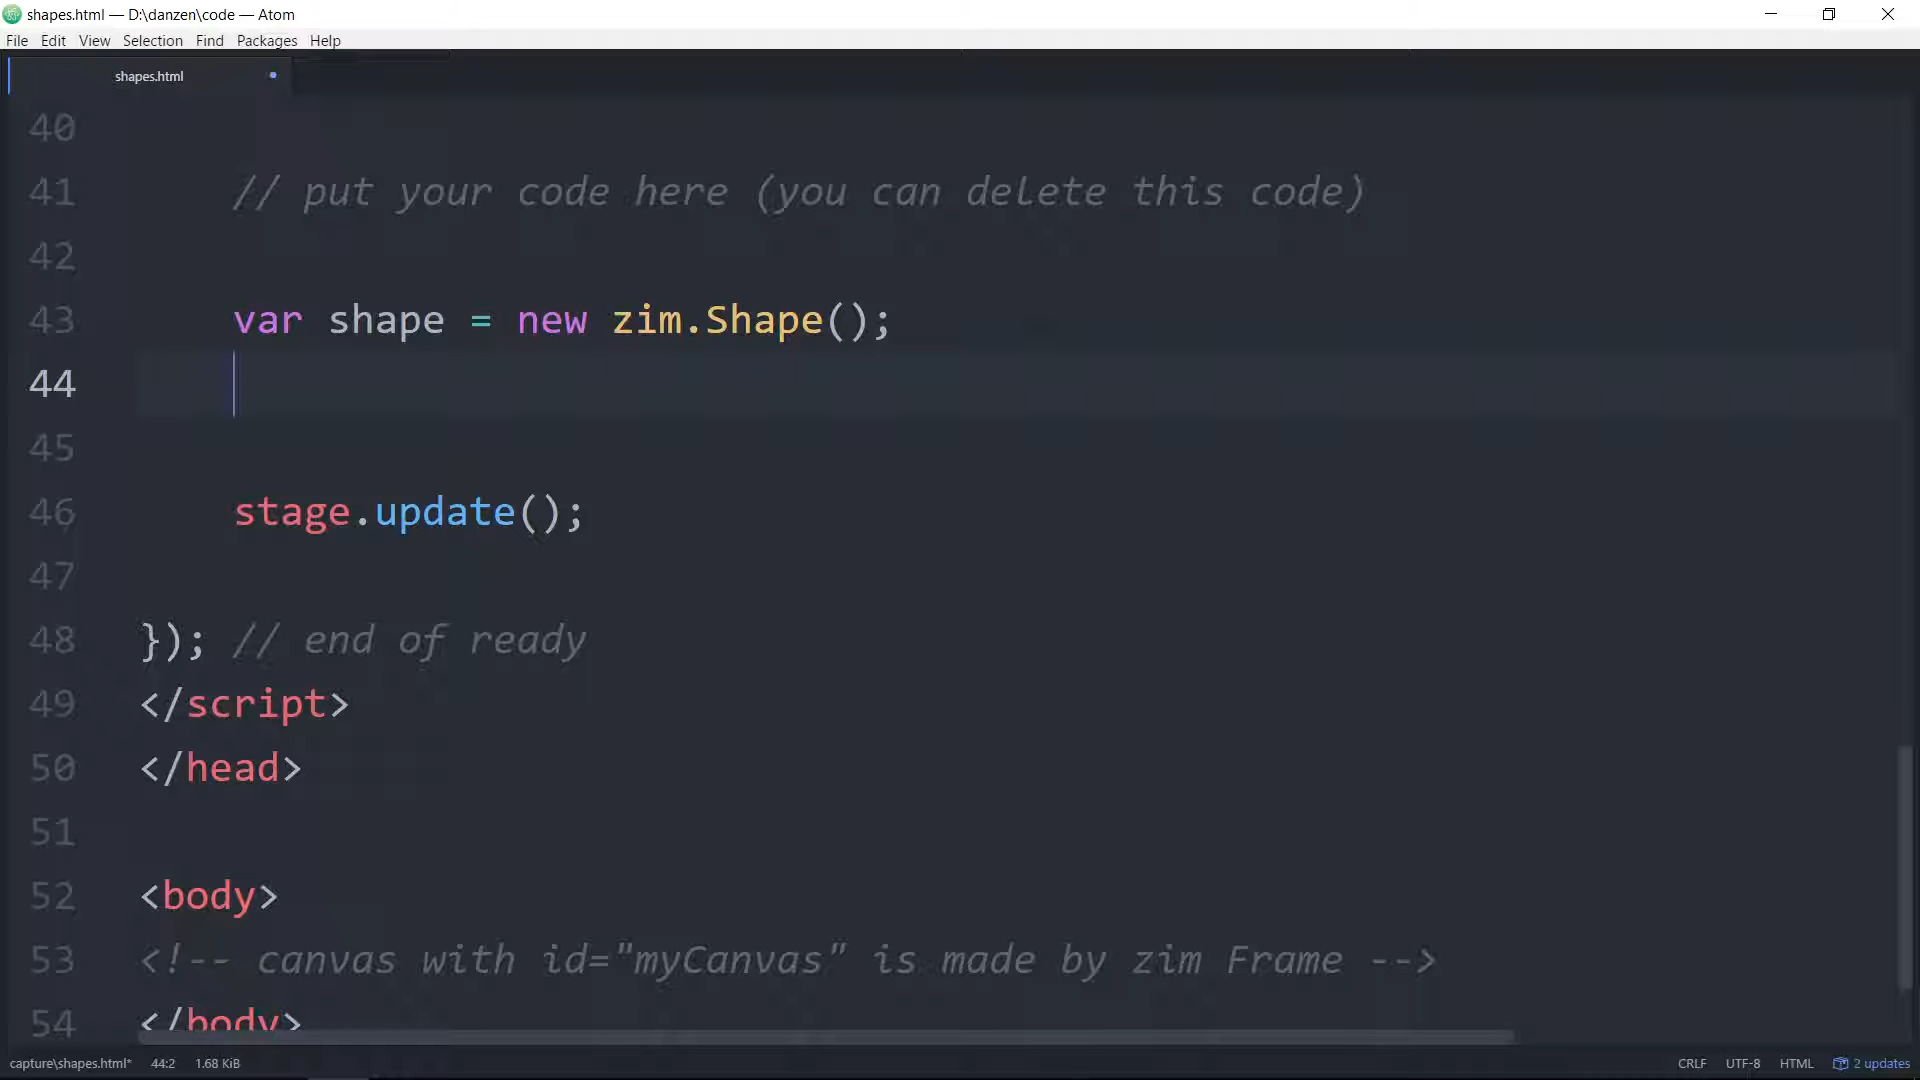 shapes.html — D:\danzen\code — Atom
File Edit View Selection Find Packages Help
shapes.html
40
41 // put your code here (you can delete this code)
42
43 var shape = new zim.Shape();
44
45
46 stage.update();
47
48 }); // end of ready
49 </script>
50 </head>
51
52 <body>
53 <!-- canvas with id="myCanvas" is made by zim Frame -->
54 </body>
capture\shapes.html* 44:2 1.68 KiB CRLF UTF-8 HTML 2 updates